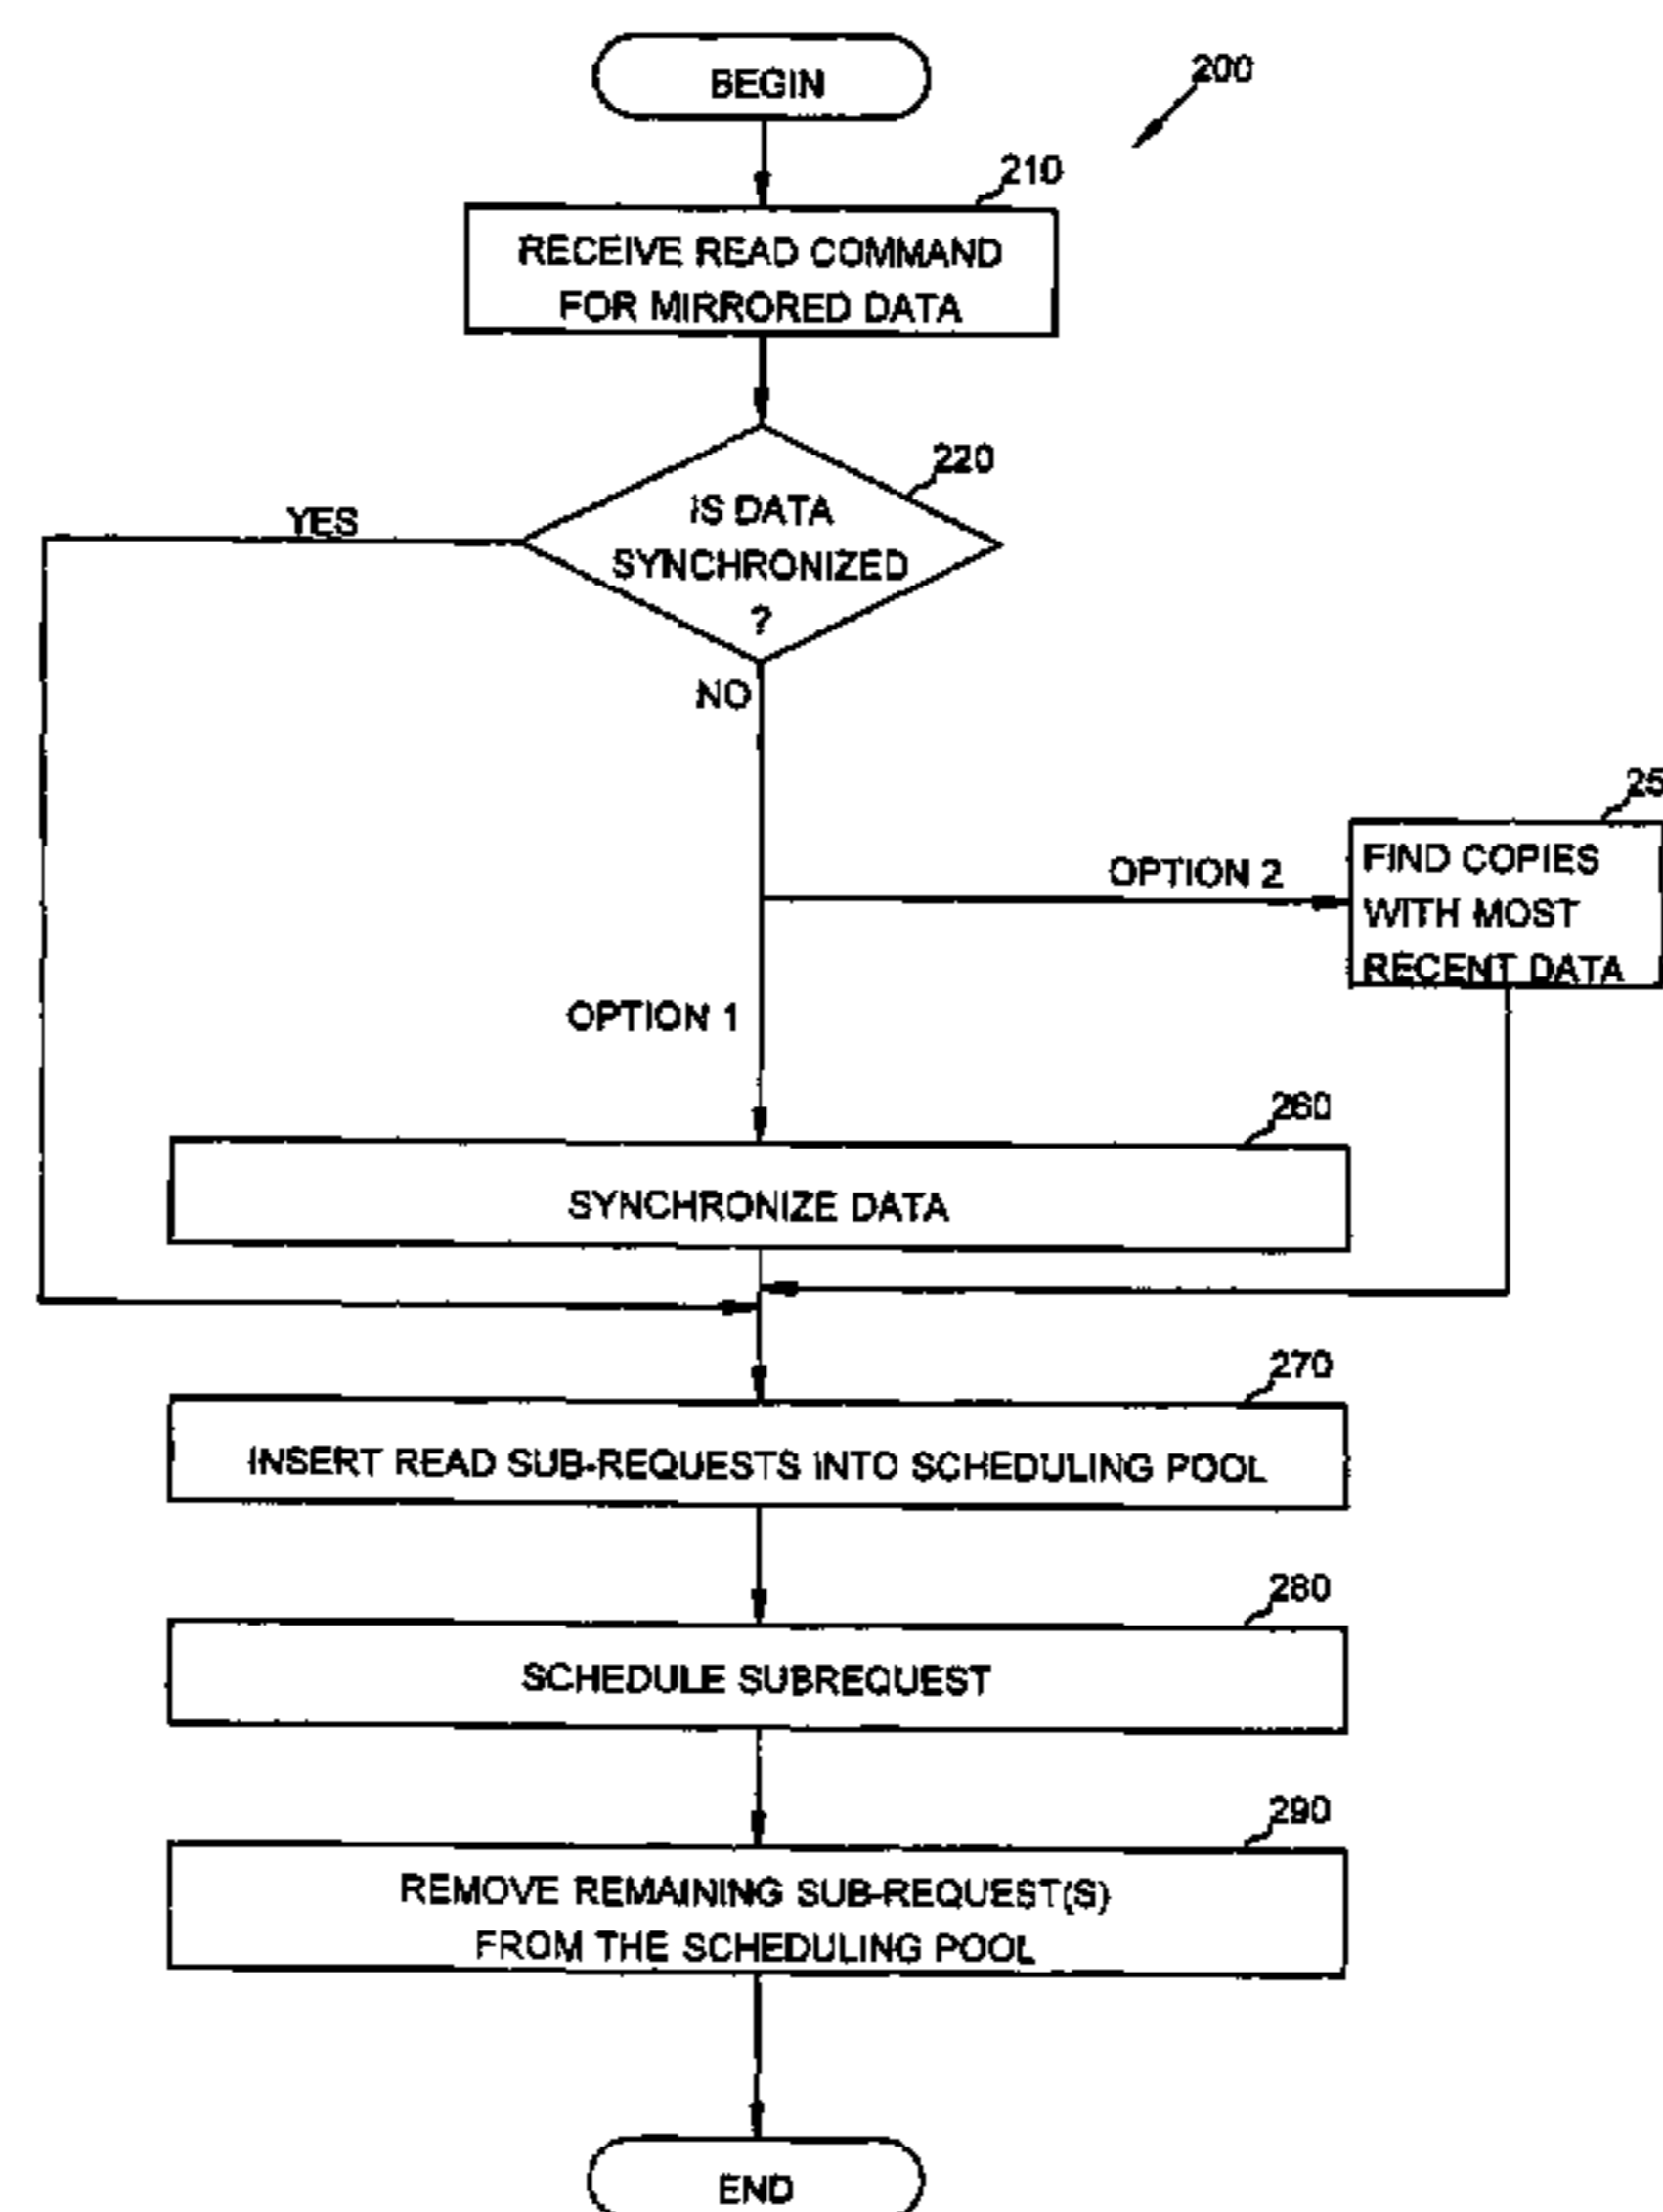 BEGIN
200
210
RECEIVE READ COMMAND
FOR MIRRORED DATA
220
IS DATA
SYNCHRONIZED
?
YES
NO
25
OPTION 2
FIND COPIES
WITH MOST
RECENT DATA
OPTION 1
260
SYNCHRONIZE DATA
270
INSERT READ SUB-REQUESTS INTO SCHEDULING POOL
280
SCHEDULE SUBREQUEST
290
REMOVE REMAINING SUB-REQUEST(S)
FROM THE SCHEDULING POOL
END